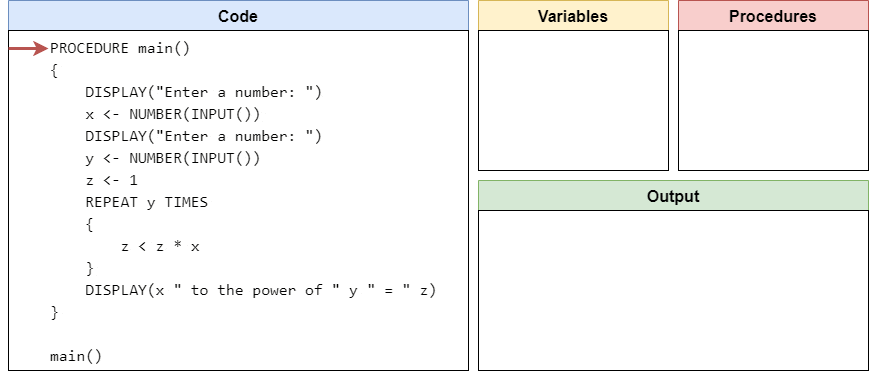 Code
PROCEDURE main()
{
    DISPLAY("Enter a number: ")
    x <- NUMBER(INPUT())
    DISPLAY("Enter a number: ")
    y <- NUMBER(INPUT())
    z <- 1
    REPEAT y TIMES
    {
        z < z * x
    }
    DISPLAY(x " to the power of " y " = " z)
}
main()
Variables
Procedures
Output